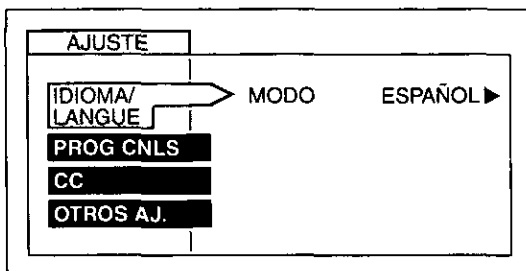 AJUSTE
IDIOMA/
LANGUE
MODO ESPAÑOL▶
PROG CNLS
CC
OTROS AJ.